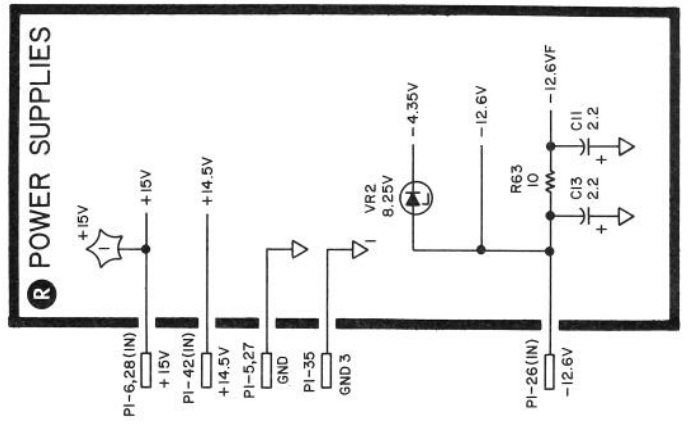 R POWER SUPPLIES
+15V
1
+15V
P1-6,28(IN)
+15V
+14.5V
P1-42(IN)
+14.5V
P1-5,27
GND
P1-35
GND 3
1
VR2
8.25V
-4.35V
-12.6V
-12.6VF
R63
10
C11
2.2
+
C13
2.2
+
P1-26(IN)
-12.6V